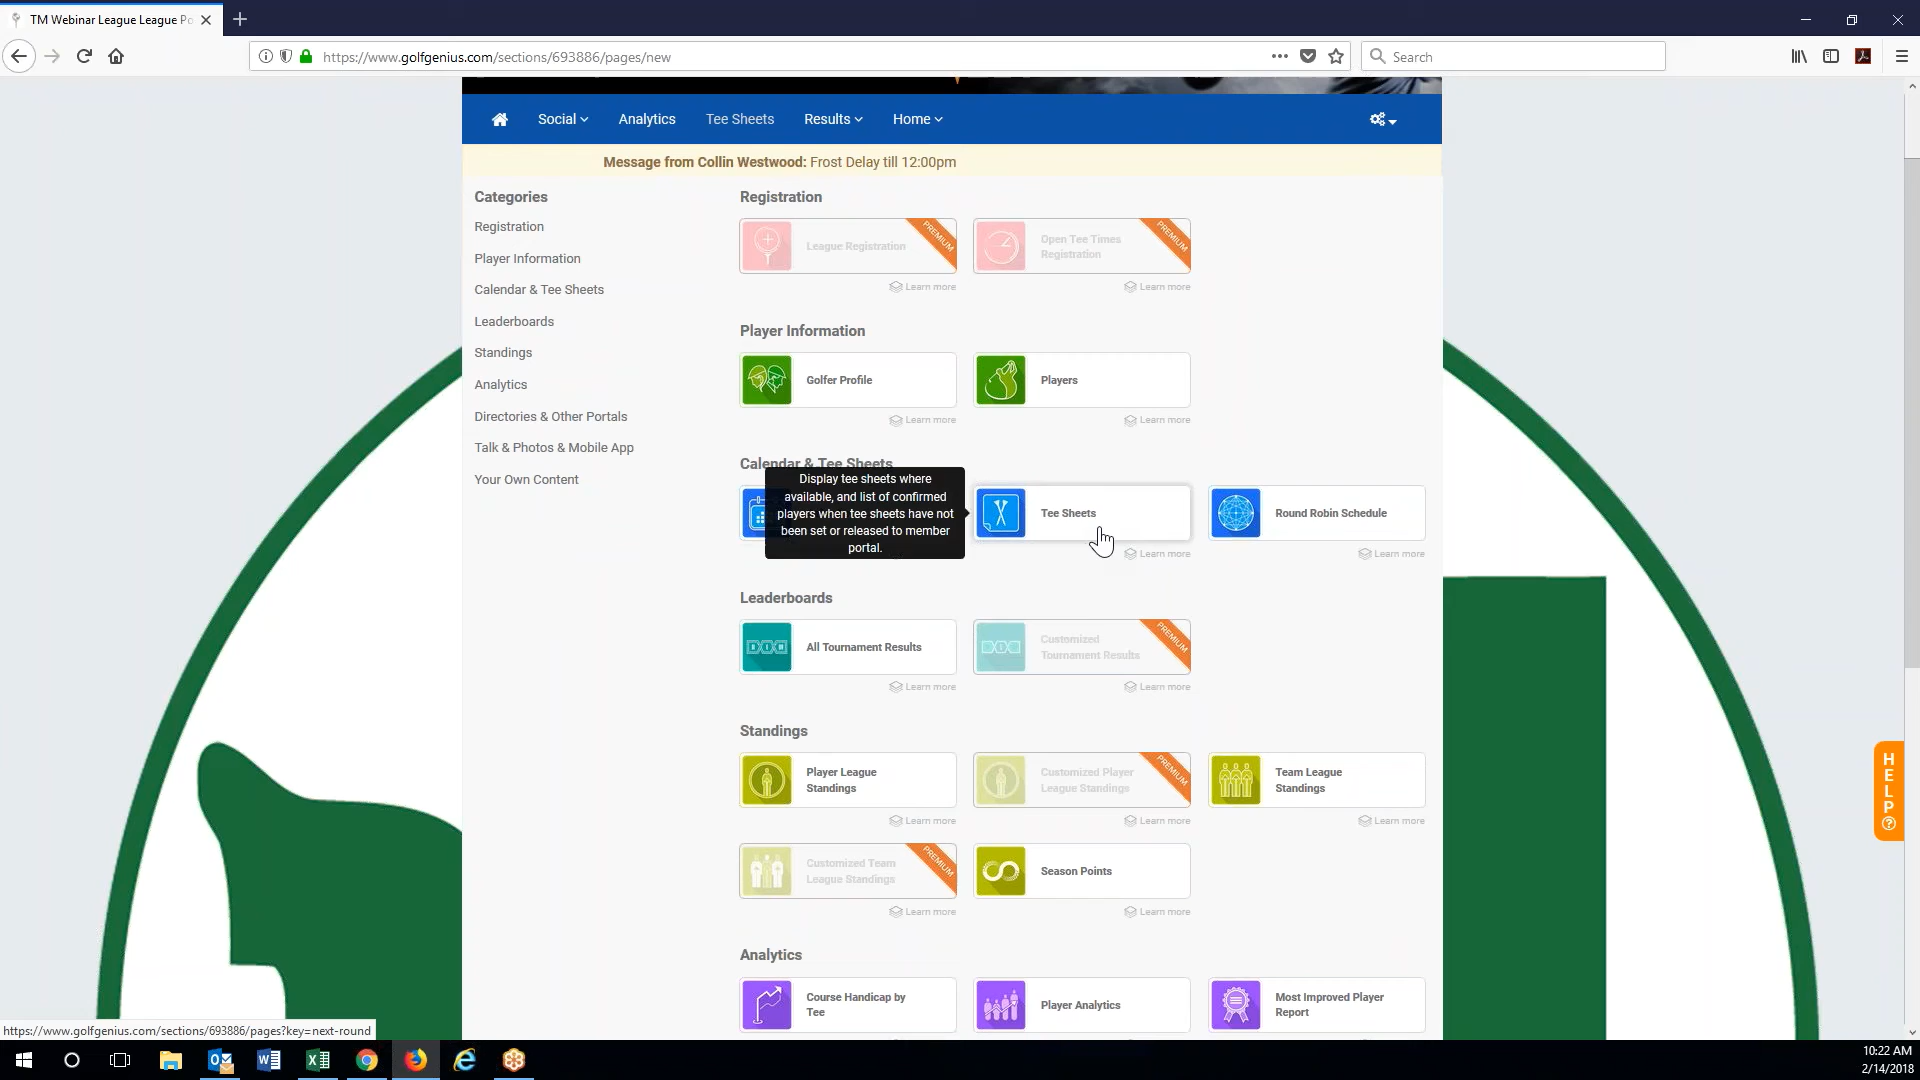 TM Webinar League League Po
https://www.golfgenius.com/sections/693886/pages/new
Search
Social
Analytics
Tee Sheets
Results
Home
Message from Collin Westwood: Frost Delay till 12:00pm
Categories
Registration
Player Information
Calendar & Tee Sheets
Leaderboards
Standings
Analytics
Directories & Other Portals
Talk & Photos & Mobile App
Your Own Content
Registration
League Registration
PREMIUM
Open Tee Times
Registration
PREMIUM
Learn more
Learn more
Player Information
Golfer Profile
Players
Learn more
Learn more
Calendar & Tee Sheets
Display tee sheets where
available, and list of confirmed
players when tee sheets have not
been set or released to member
portal.
Tee Sheets
Round Robin Schedule
Learn more
Learn more
Leaderboards
All Tournament Results
Customized
Tournament Results
PREMIUM
Learn more
Learn more
Standings
Player League
Standings
Customized Player
League Standings
PREMIUM
Team League
Standings
Learn more
Learn more
Learn more
Customized Team
League Standings
PREMIUM
Season Points
Learn more
Learn more
Analytics
Course Handicap by
Tee
Player Analytics
Most Improved Player
Report
HELP
https://www.golfgenius.com/sections/693886/pages?key=next-round
10:22 AM
2/14/2018